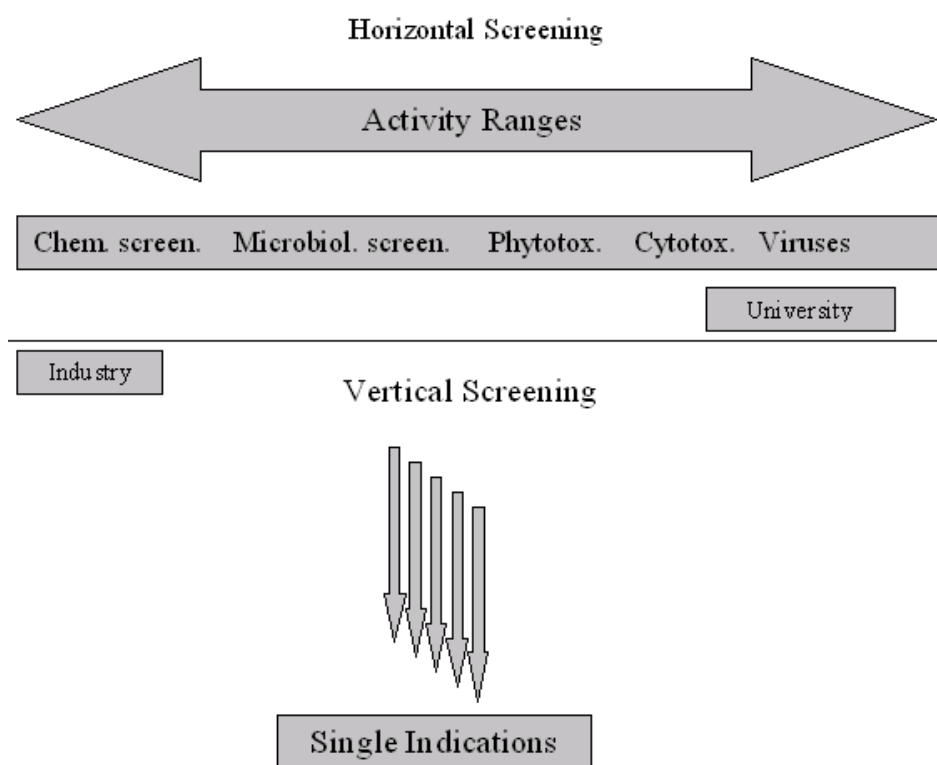 Horizontal Screening
Activity Ranges
Chem. screen. Microbiol. screen. Phytotox. Cytotox. Viruses
University
Industry
Vertical Screening
Single Indications